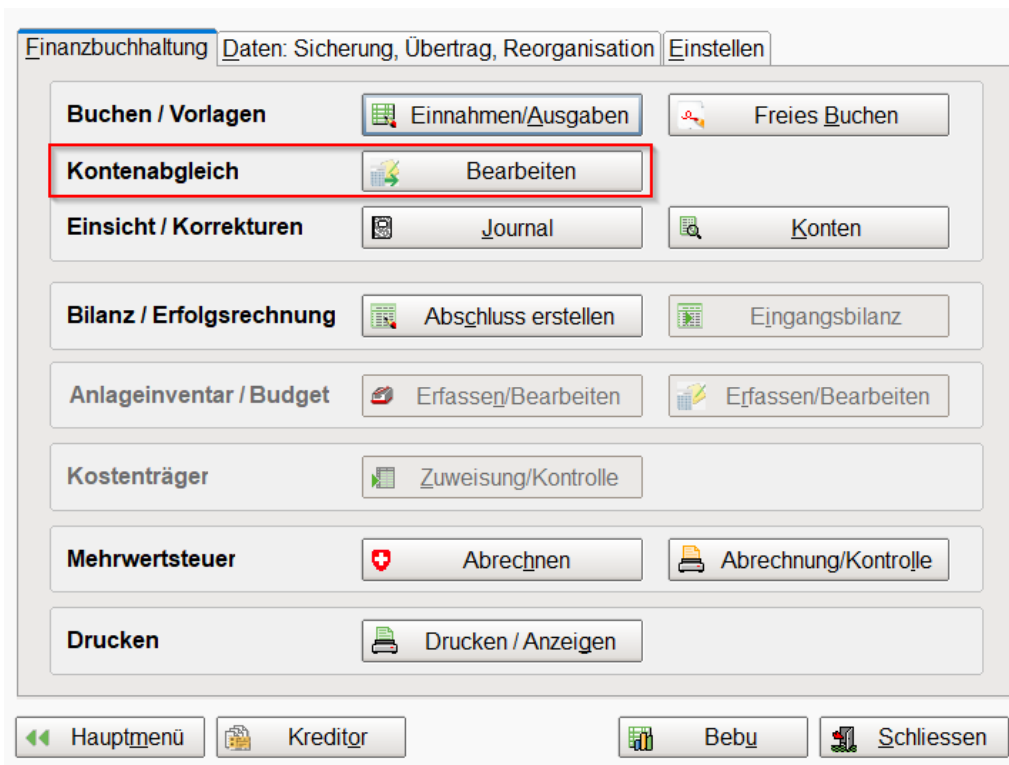 Finanzbuchhaltung Daten: Sicherung, Übertrag, Reorganisation Einstellen
Buchen / Vorlagen Einnahmen/Ausgaben Freies Buchen
Kontenabgleich Bearbeiten
Einsicht / Korrekturen Journal Konten
Bilanz / Erfolgsrechnung Abschluss erstellen Eingangsbilanz
Anlageinventar / Budget Erfassen/Bearbeiten Erfassen/Bearbeiten
Kostenträger Zuweisung/Kontrolle
Mehrwertsteuer Abrechnen Abrechnung/Kontrolle
Drucken Drucken / Anzeigen
Hauptmenü Kreditor Bebu Schliessen